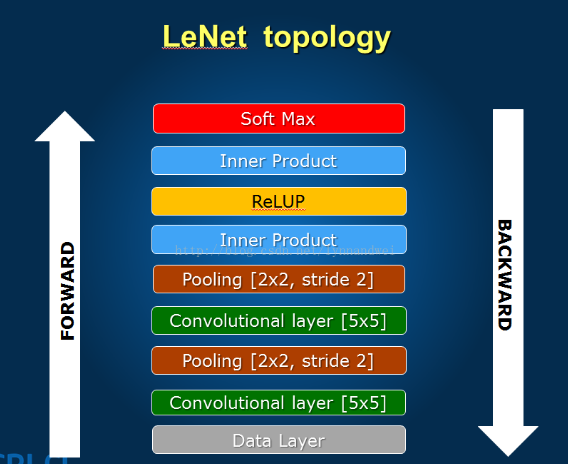 LeNet topology
Soft Max
Inner Product
ReLUP
Inner Product
Pooling [2x2, stride 2]
Convolutional layer [5x5]
Pooling [2x2, stride 2]
Convolutional layer [5x5]
Data Layer
FORWARD
BACKWARD